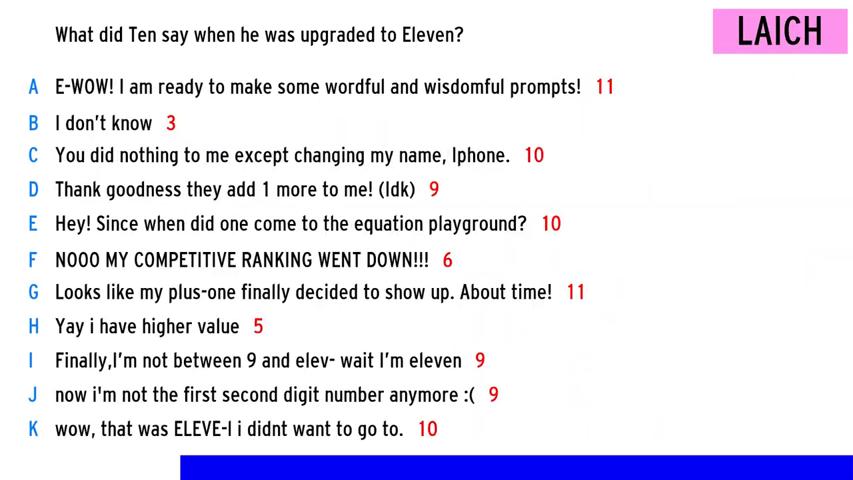 What did Ten say when he was upgraded to Eleven?
LAICH
A E-WOW! I am ready to make some wordful and wisdomful prompts! 11
B I don't know 3
C You did nothing to me except changing my name, Iphone. 10
D Thank goodness they add 1 more to me! (Idk) 9
E Hey! Since when did one come to the equation playground? 10
F NOOO MY COMPETITIVE RANKING WENT DOWN!!! 6
G Looks like my plus-one finally decided to show up. About time! 11
H Yay i have higher value 5
I Finally,I'm not between 9 and elev- wait I'm eleven 9
J now i'm not the first second digit number anymore :( 9
K wow, that was ELEVE-I i didnt want to go to. 10